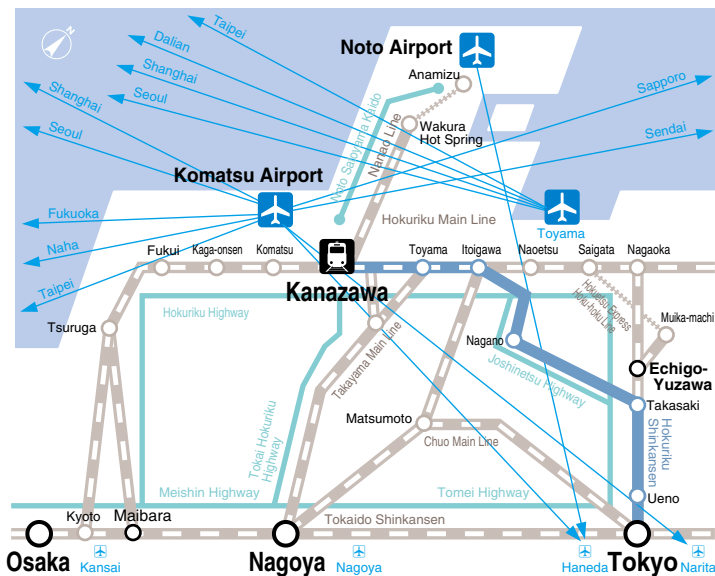 Taipei
Dalian
Shanghai
Seoul
Shanghai
Seoul
Fukuoka
Naha
Taipei
Noto Airport
Anamizu
Wakura
Hot Spring
Noto Satoyama Kaido
Nanao Line
Sapporo
Sendai
Komatsu Airport
Toyama
Hokuriku Main Line
Fukui
Kaga-onsen
Komatsu
Kanazawa
Toyama
Itoigawa
Naoetsu
Saigata
Nagaoka
Hokuriku Highway
Hokuetsu Express
Hoku-hoku Line
Muika-machi
Tsuruga
Takayama Main Line
Nagano
Joshinetsu Highway
Echigo-
Yuzawa
Takasaki
Tokai Hokuriku
Highway
Matsumoto
Chuo Main Line
Hokuriku
Shinkansen
Meishin Highway
Tomei Highway
Ueno
Kyoto
Maibara
Tokaido Shinkansen
Osaka
Kansai
Nagoya
Nagoya
Haneda
Tokyo
Narita